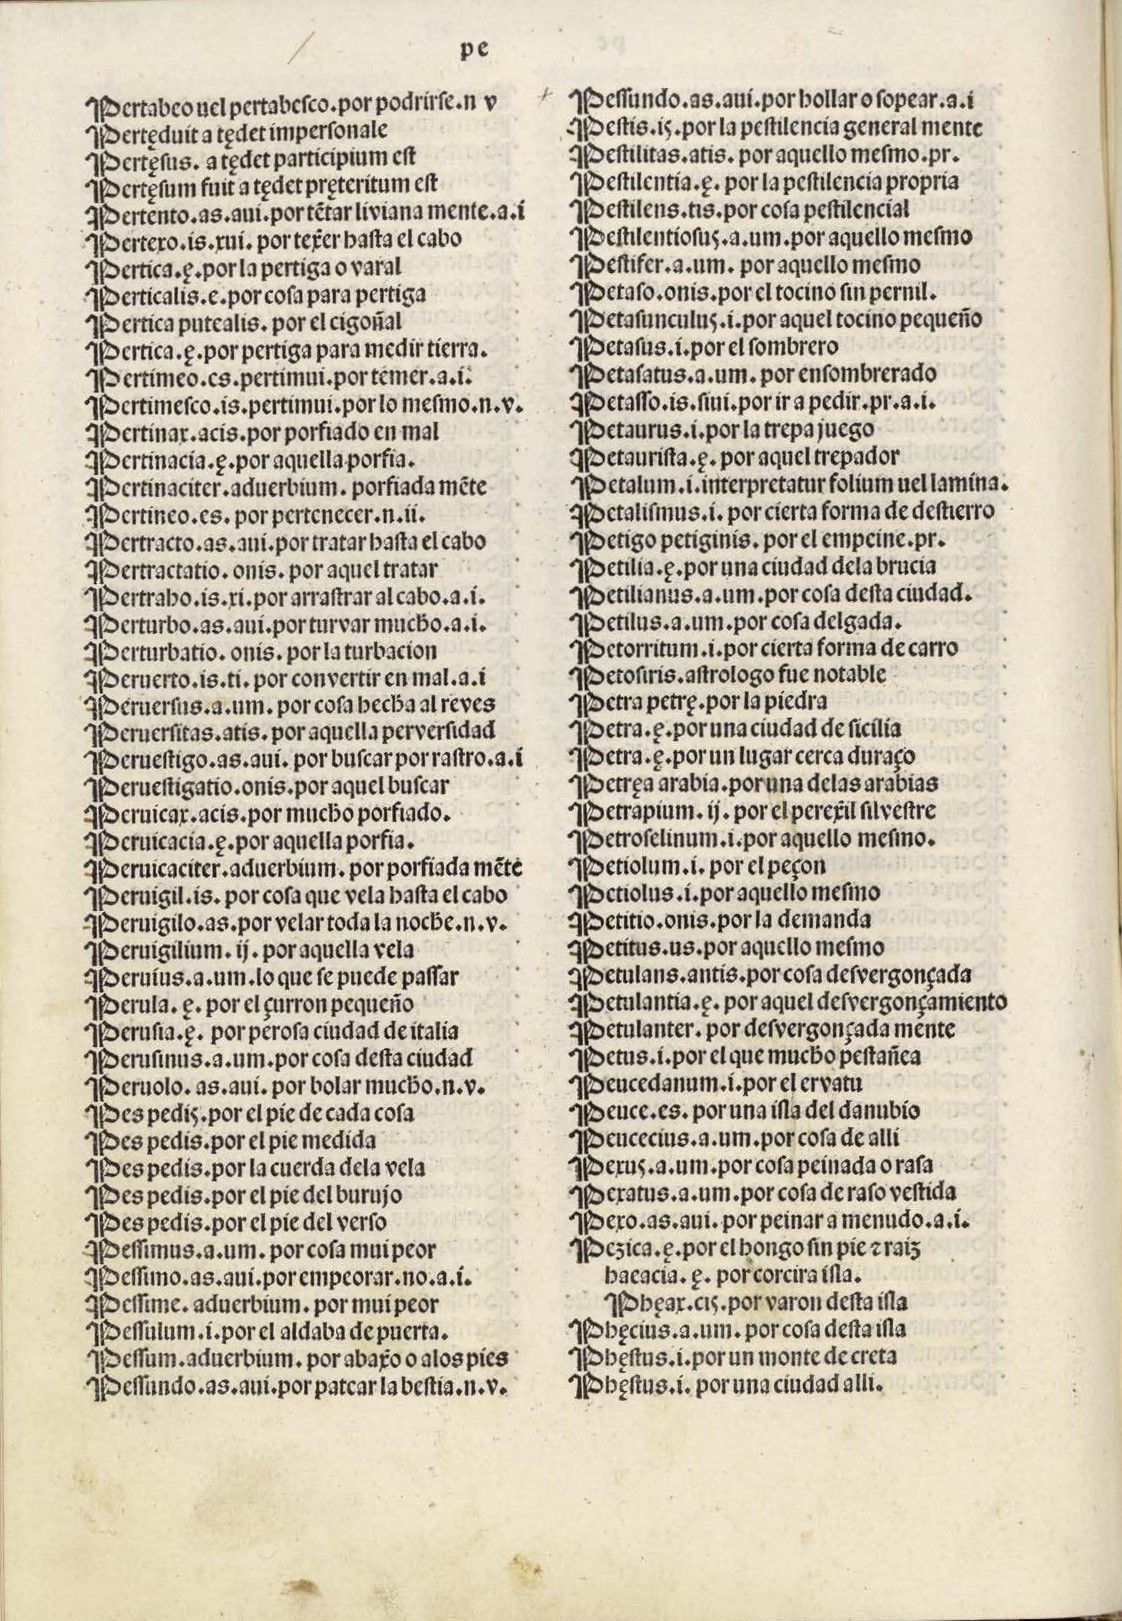 pe
Pertabeo uel pertabesco.por podrirse.n v
Pertęduit a tędet impersonale
Pertęsus. a tędet participium est
Pertęsum fuit a tędet pręteritum est
Pertento.as.aui.por tētar liviana mente.a.i
Pertexo.is.xui. por texer hasta el cabo
Pertica.ę.por la pertiga o varal
Perticalis.e.por cosa para pertiga
Pertica putealis. por el cigoñal
Pertica.ę.por pertiga para medir tierra.
Pertimeo.es.pertimui.por temer.a.i.
Pertimesco.is.pertimui.por lo mesmo.n.v.
Pertinax.acis.por porfiado en mal
Pertinacia.ę.por aquella porfia.
Pertinaciter.aduerbium. porfiada mēte
Pertineo.es. por pertenecer.n.ii.
Pertracto.as.aui.por tratar hasta el cabo
Pertractatio. onis. por aquel tratar
Pertraho.is.xi.por arrastrar al cabo.a.i.
Perturbo.as.aui.por turvar mucho.a.i.
Perturbatio. onis. por la turbacion
Peruerto.is.ti. por convertir en mal.a.i
Peruersus.a.um. por cosa hecha al reves
Peruersitas.atis. por aquella perversidad
Peruestigo.as.aui. por buscar por rastro.a.i
Peruestigatio.onis.por aquel buscar
Peruicax.acis.por mucho porfiado.
Peruicacia.ę.por aquella porfia.
Peruicaciter.aduerbium. por porfiada mēte
Peruigil.is. por cosa que vela hasta el cabo
Peruigilo.as.por velar toda la noche.n.v.
Peruigilium.ij. por aquella vela
Peruius.a.um.lo que se puede passar
Perula.ę. por el çurron pequeño
Perusia.ę. por perosa ciudad de italia
Perusinus.a.um.por cosa desta ciudad
Peruolo.as.aui. por bolar mucho.n.v.
Pes pedis.por el pie de cada cosa
Pes pedis.por el pie medida
Pes pedis.por la cuerda dela vela
Pes pedis.por el pie del burujo
Pes pedis.por el pie del verso
Pessimus.a.um. por cosa mui peor
Pessimo.as.aui.por empeorar.no.a.i.
Pessime. aduerbium. por mui peor
Pessulum.i.por el aldaba de puerta.
Pessum.aduerbium. por abaxo o alos pies
Pessundo.as.aui.por patear la bestia.n.v.
Pessundo.as.aui.por hollar o sopear.a.i
Pestis.is.por la pestilencia general mente
Pestilitas.atis. por aquello mesmo.pr.
Pestilentia.ę. por la pestilencia propria
Pestilens.tis.por cosa pestilencial
Pestilentiosus.a.um.por aquello mesmo
Pestifer.a.um. por aquello mesmo
Petaso.onis.por el tocino sin pernil.
Petasunculus.i.por aquel tocino pequeño
Petasus.i.por el sombrero
Petasatus.a.um. por ensombrerado
Petasso.is.siui.por ir a pedir.pr.a.i.
Petaurus.i.por la trepa juego
Petaurista.ę. por aquel trepador
Petalum.i.interpretatur folium uel lamina.
Petalismus.i. por cierta forma de destierro
Petigo petiginis. por el empeine.pr.
Petilia.ę.por una ciudad dela brucia
Petilianus.a.um.por cosa desta ciudad.
Petilus.a.um.por cosa delgada.
Petorritum.i.por cierta forma de carro
Petosiris.astrologo fue notable
Petra petrę.por la piedra
Petra.ę.por una ciudad de sicilia
Petra.ę.por un lugar cerca duraço
Petręa arabia.por una delas arabias
Petrapium.ij. por el perexil silvestre
Petroselinum.i.por aquello mesmo.
Petiolum.i. por el peçon
Petiolus.i.por aquello mesmo
Petitio.onis.por la demanda
Petitus.us.por aquello mesmo
Petulans.antis.por cosa desvergonçada
Petulantia.ę. por aquel desvergonçamiento
Petulanter. por desvergonçada mente
Petus.i.por el que mucho pestañea
Peucedanum.i.por el ervatu
Peuce.es. por una isla del danubio
Peucecius.a.um.por cosa de alli
Pexus.a.um.por cosa peinada o rasa
Pexatus.a.um.por cosa de raso vestida
Pexo.as.aui.por peinar a menudo.a.i.
Pezica.ę.por el hongo sin pie ⁊ raiz
haeacia.ę. por corcira isla.
Phęax.cis.por varon desta isla
Phęcius.a.um. por cosa desta isla
Phęstus.i.por un monte de creta
Phęstus.i. por una ciudad alli.